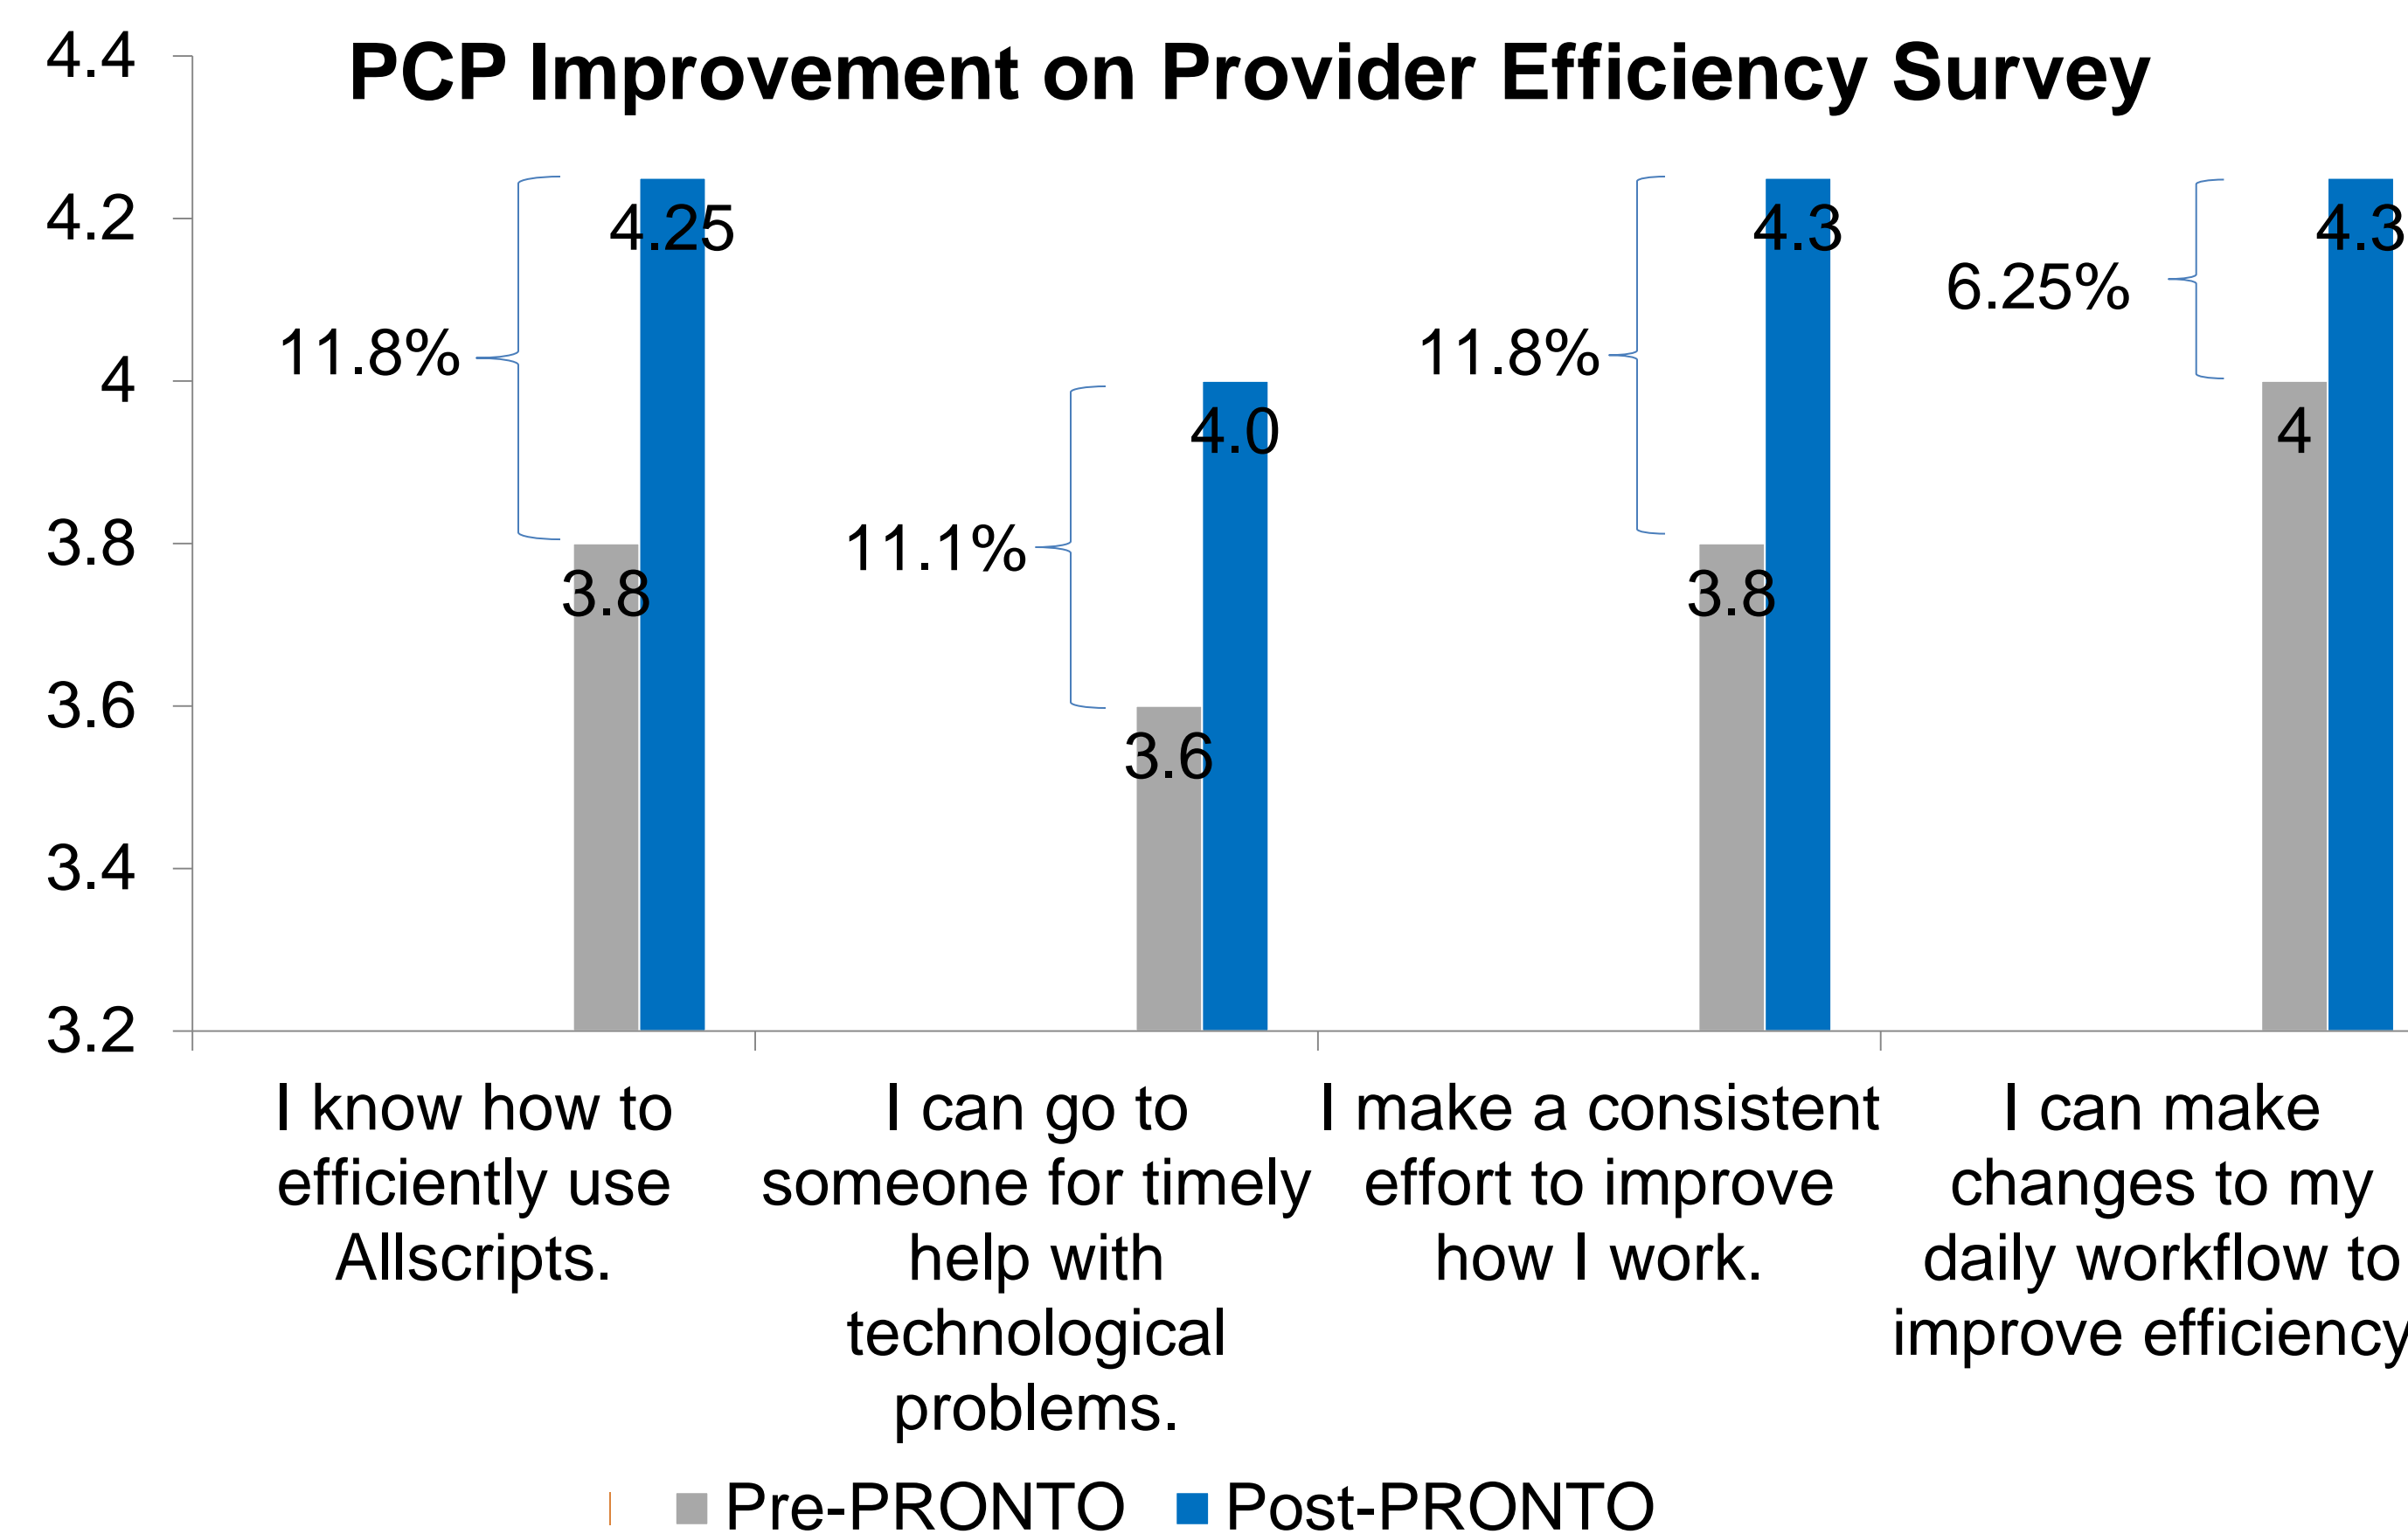 PCP Improvement on Provider Efficiency Survey
4.4
4.2
4
3.8
3.6
3.4
3.2
11.8%
4.25
3.8
11.1%
4.0
3.6
11.8%
4.3
3.8
6.25%
4.3
4
I know how to
efficiently use
Allscripts.
I can go to
someone for timely
help with
technological
problems.
I make a consistent
effort to improve
how I work.
I can make
changes to my
daily workflow to
improve efficiency
Pre-PRONTO
Post-PRONTO